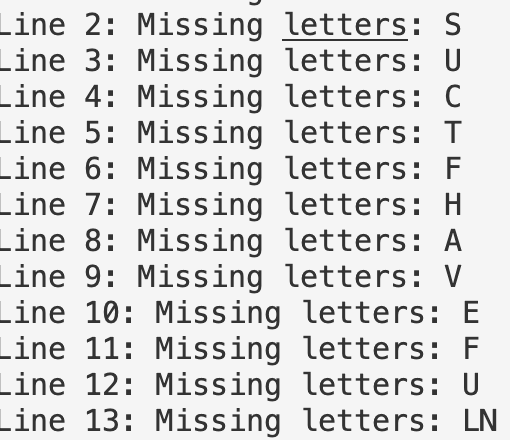 Line 2: Missing letters: S
Line 3: Missing letters: U
Line 4: Missing letters: C
Line 5: Missing letters: T
Line 6: Missing letters: F
Line 7: Missing letters: H
Line 8: Missing letters: A
Line 9: Missing letters: V
Line 10: Missing letters: E
Line 11: Missing letters: F
Line 12: Missing letters: U
Line 13: Missing letters: LN